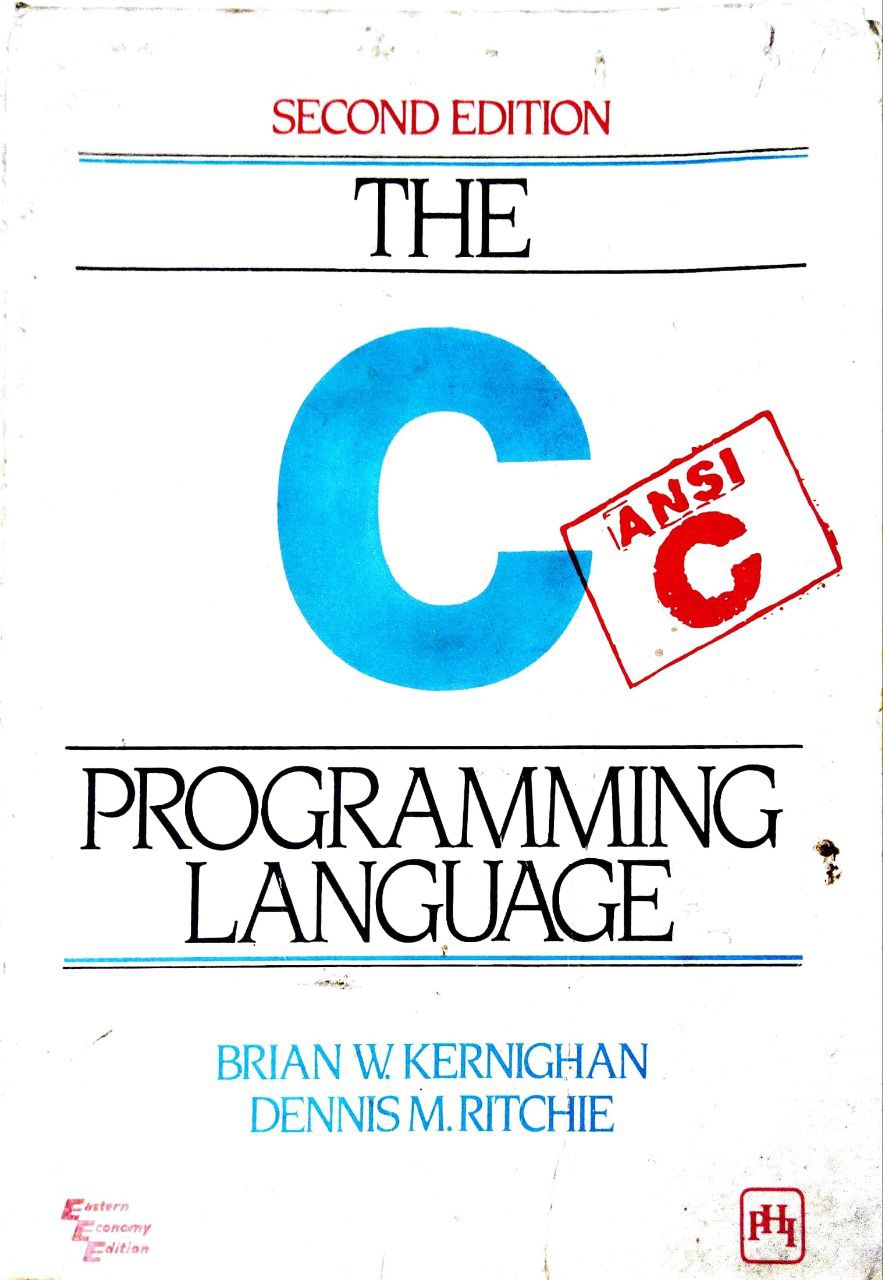 SECOND EDITION
THE
C
ANSI
C
PROGRAMMING
LANGUAGE
BRIAN W. KERNIGHAN
DENNIS M. RITCHIE
Eastern
Economy
Edition
PHI